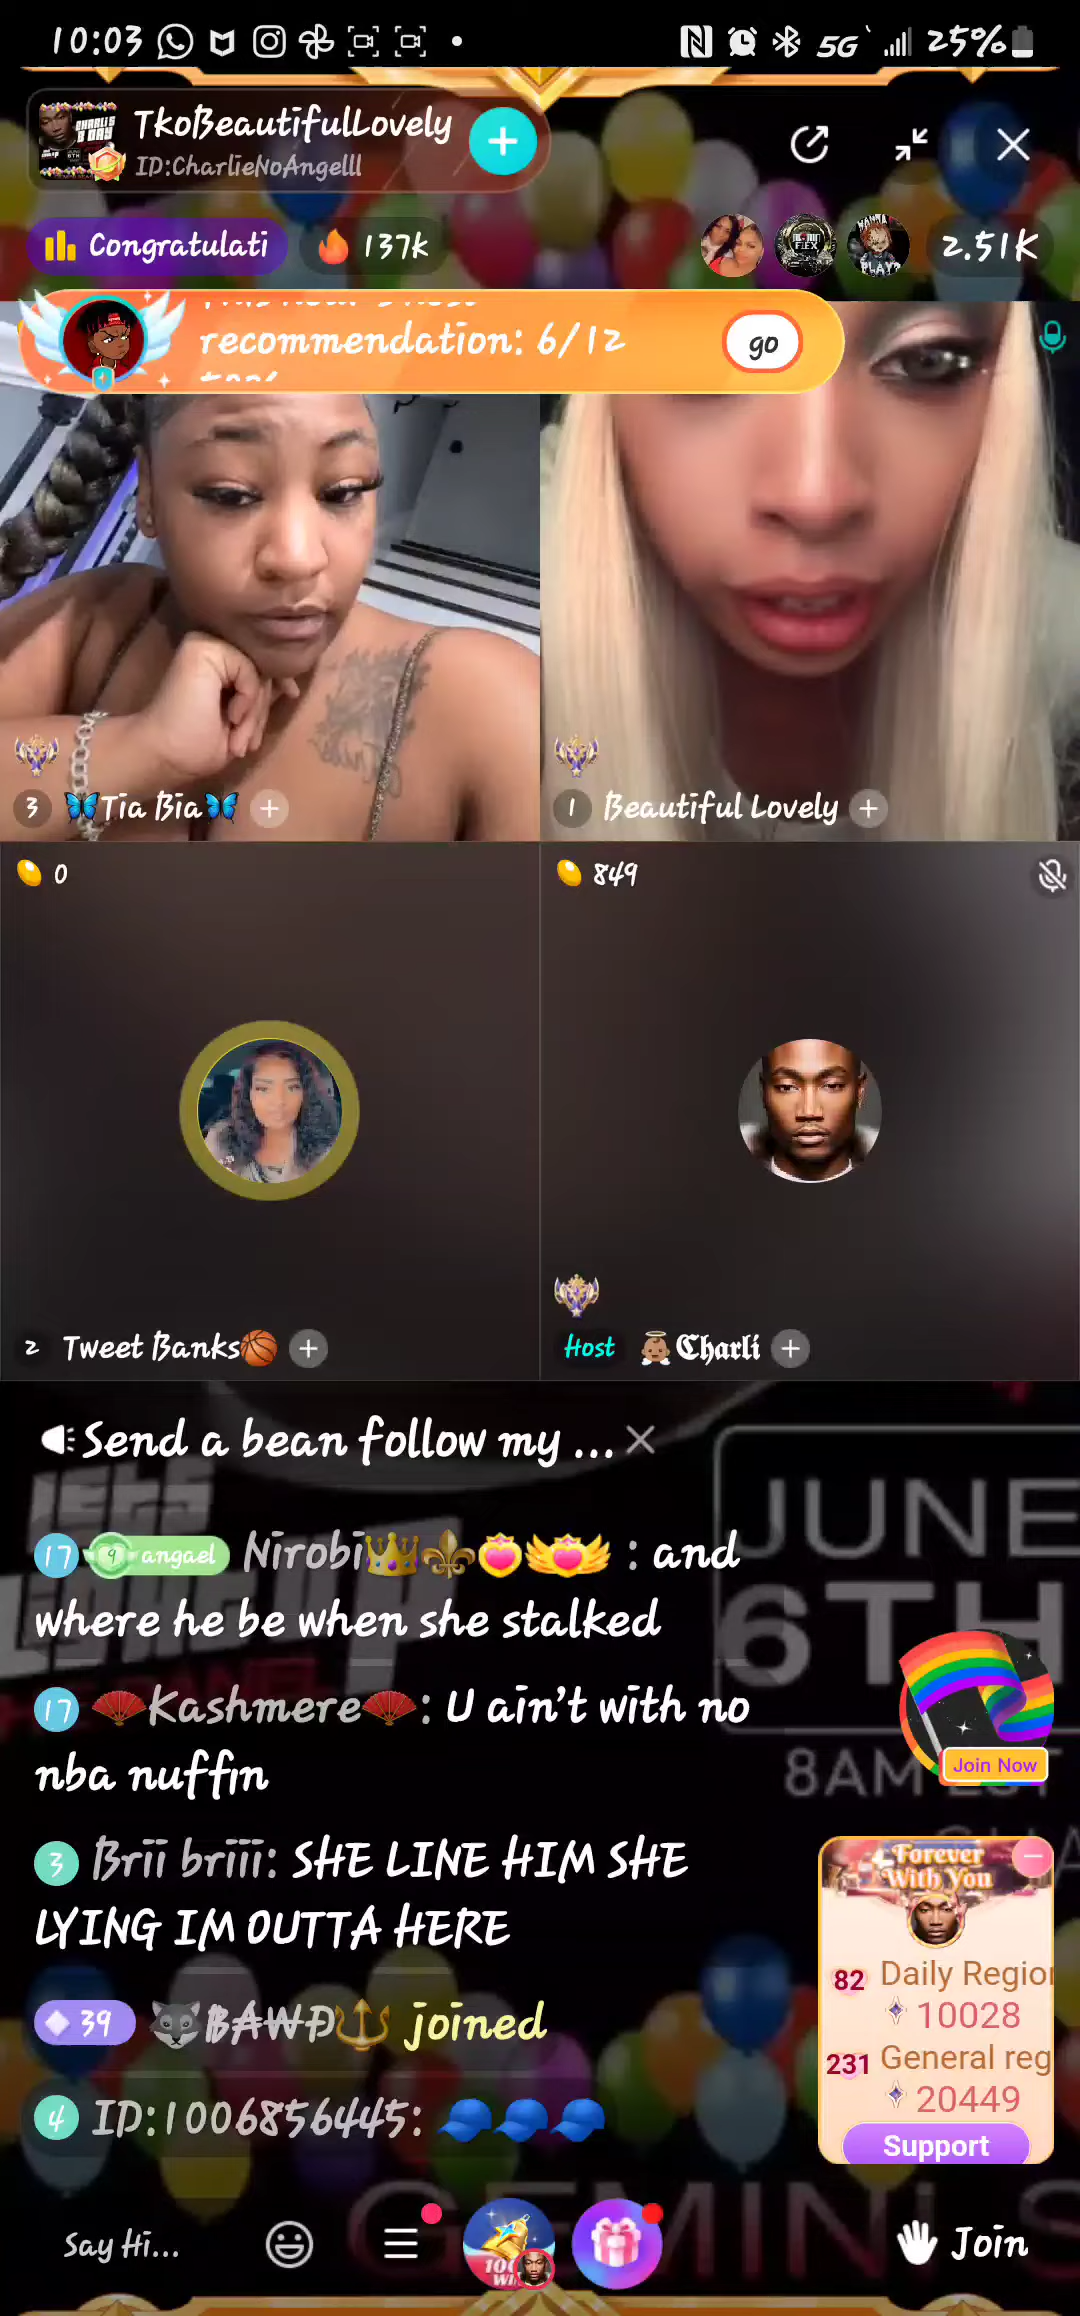 10:03
5G
25%
TkoBeautifulLovely
ID:CharlieNoAngelll
Congratulati
137k
2.51K
recommendation: 6/12
go
3 🦋Tia Bia🦋 +
1 Beautiful Lovely +
0
849
2 Tweet Banks🏀 +
Host 👼🏽𝕮𝖍𝖆𝖗𝖑𝖎 +
Send a bean follow my ...
JUNE
6TH
8AM EST
17 9 angael Nirobi👑⚜️ : and
where he be when she stalked
17 🪭Kashmere🪭: U ain't with no
nba nuffin
Join Now
3 Brii briii: SHE LINE HIM SHE
LYING IM OUTTA HERE
39 🐺B̶A̶W̶D̶🔱 joined
4 ID:1006856445: 🧢🧢🧢
Forever
With You
82 Daily Region
10028
231 General reg
20449
Support
GEMINI S
Say Hi...
Join